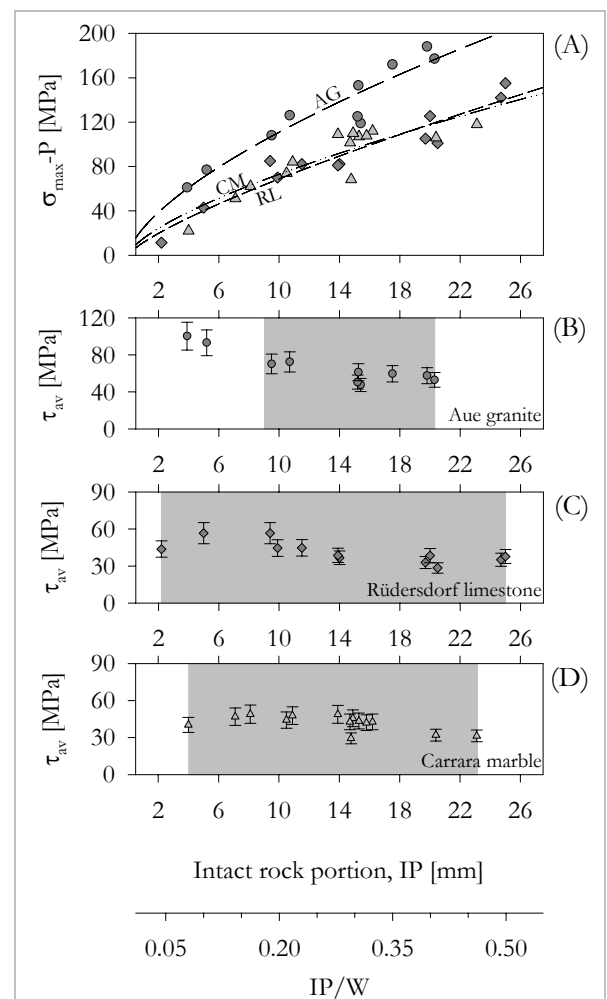 (A)
σmax-P [MPa]
200
160
120
80
40
0
AG
CM
RL
2 6 10 14 18 22 26
(B)
τav [MPa]
120
80
40
0
Aue granite
2 6 10 14 18 22 26
(C)
τav [MPa]
90
60
30
0
Rüdersdorf limestone
2 6 10 14 18 22 26
(D)
τav [MPa]
90
60
30
0
Carrara marble
2 6 10 14 18 22 26
Intact rock portion, IP [mm]
0.05 0.20 0.35 0.50
IP/W